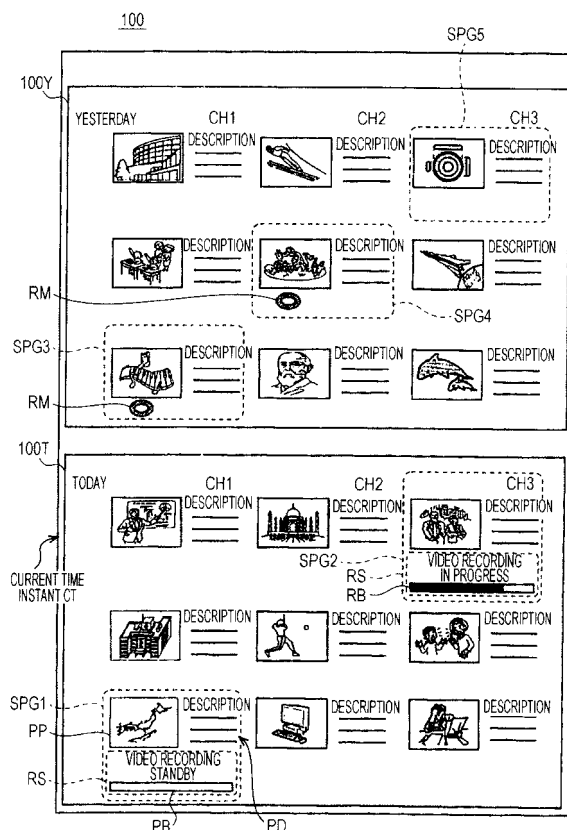 100
SPG5
100Y
YESTERDAY
CH1
CH2
CH3
DESCRIPTION
DESCRIPTION
DESCRIPTION
DESCRIPTION
DESCRIPTION
DESCRIPTION
RM
SPG4
SPG3
DESCRIPTION
DESCRIPTION
DESCRIPTION
RM
100T
TODAY
CH1
CH2
CH3
DESCRIPTION
DESCRIPTION
DESCRIPTION
SPG2
RS
RB
VIDEO RECORDING
IN PROGRESS
CURRENT TIME
INSTANT CT
DESCRIPTION
DESCRIPTION
DESCRIPTION
SPG1
PP
DESCRIPTION
DESCRIPTION
DESCRIPTION
RS
VIDEO RECORDING
STANDBY
PB
PD